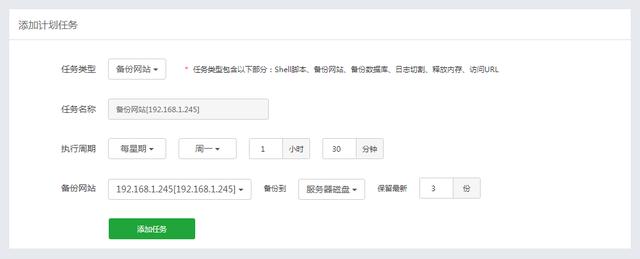 添加计划任务
任务类型 备份网站 * 任务类型包含以下部分：Shell脚本、备份网站、备份数据库、日志切割、释放内存、访问URL
任务名称 备份网站[192.168.1.245]
执行周期 每星期 周一 1 小时 30 分钟
备份网站 192.168.1.245[192.168.1.245] 备份到 服务器磁盘 保留最新 3 份
添加任务